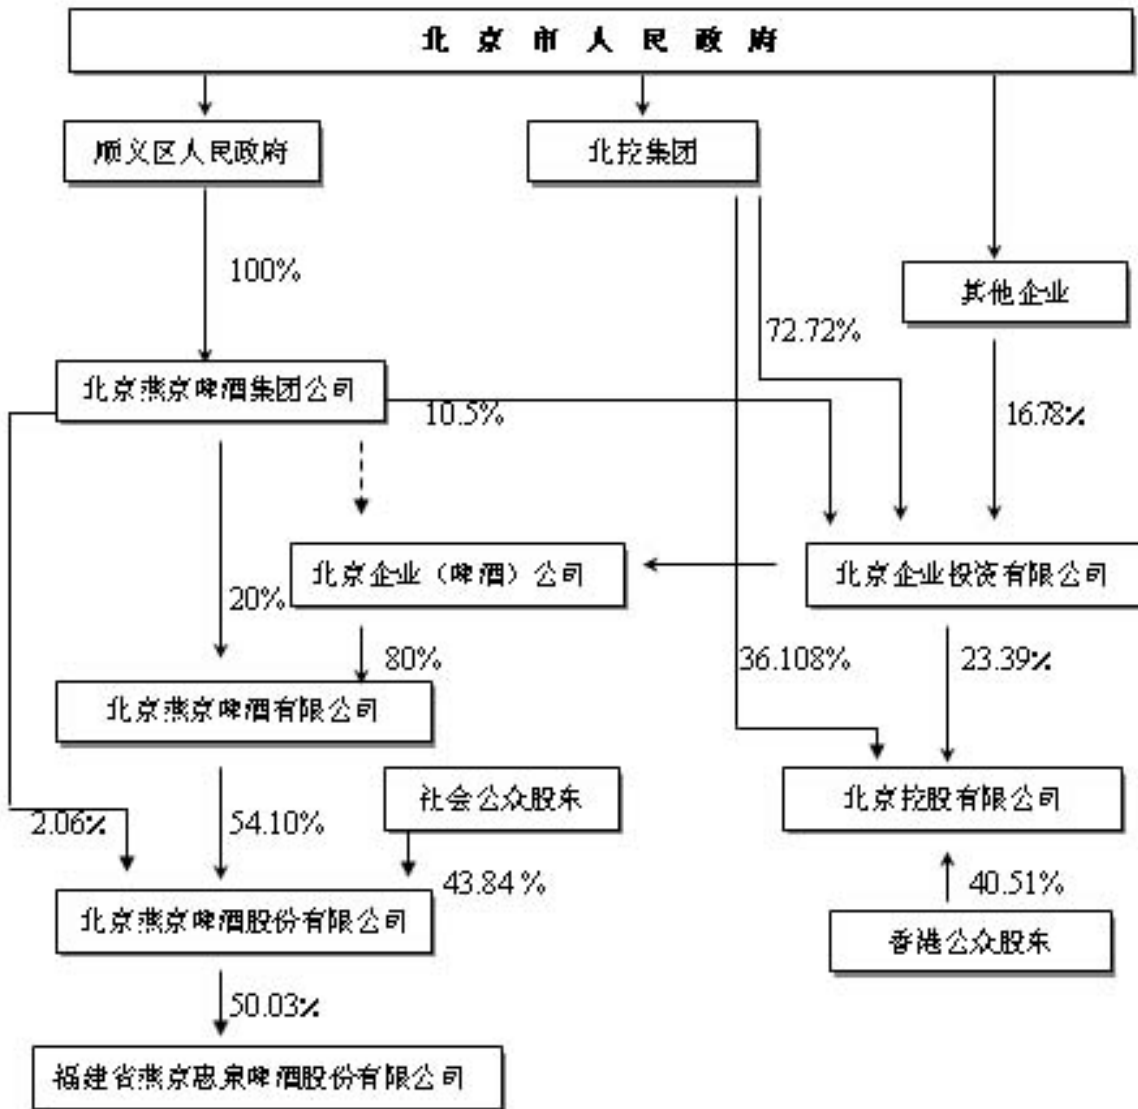 北京市人民政府
顺义区人民政府
北控集团
100%
其他企业
72.72%
北京燕京啤酒集团公司
10.5%
16.78%
北京企业（啤酒）公司
北京企业投资有限公司
20%
80%
36.108%
23.39%
北京燕京啤酒有限公司
社会公众股东
北京控股有限公司
2.06%
54.10%
43.84%
40.51%
北京燕京啤酒股份有限公司
香港公众股东
50.03%
福建省燕京惠泉啤酒股份有限公司